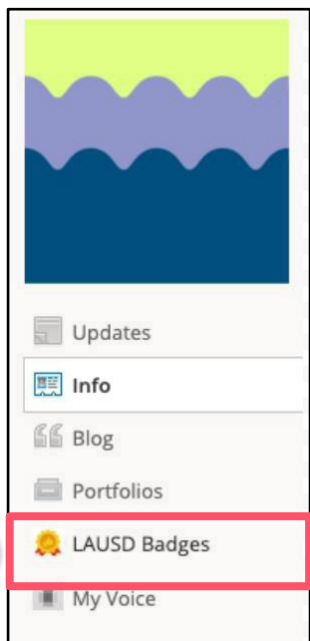 Updates
Info
Blog
Portfolios
LAUSD Badges
My Voice